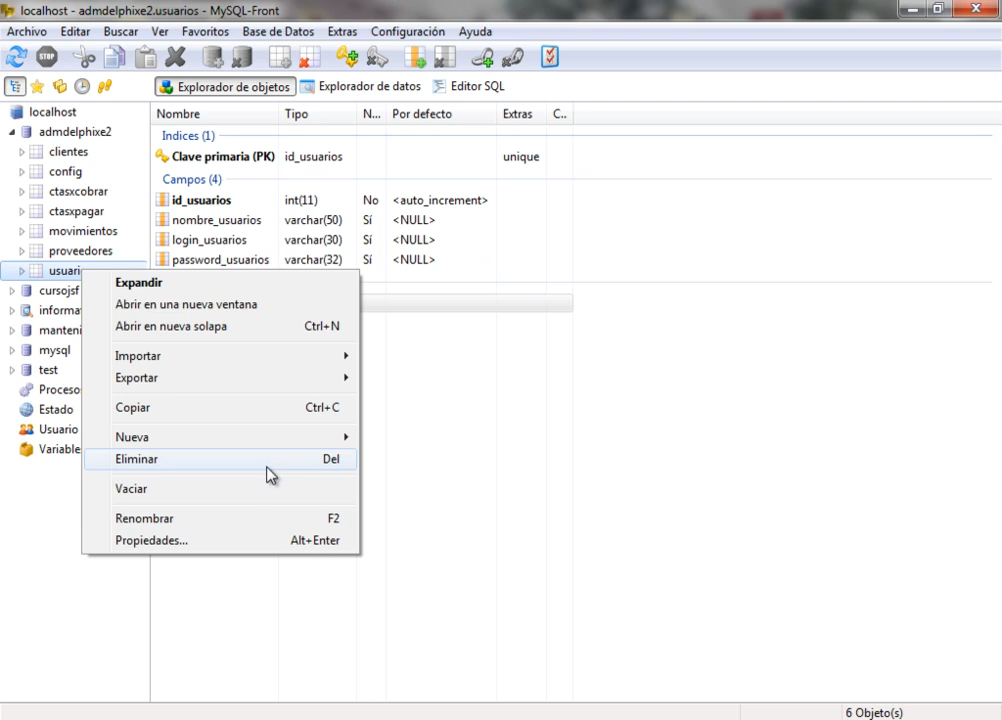 localhost - admdelphixe2.usuarios - MySQL-Front
Archivo Editar Buscar Ver Favoritos Base de Datos Extras Configuración Ayuda
STOP
Explorador de objetos Explorador de datos Editor SQL
localhost
admdelphixe2
clientes
config
ctasxcobrar
ctasxpagar
movimientos
proveedores
usuari
cursojsf
informa
manteni
mysql
test
Proceso
Estado
Usuario
Variable
Nombre Tipo N... Por defecto Extras C..
Indices (1)
Clave primaria (PK) id_usuarios unique
Campos (4)
id_usuarios int(11) No <auto_increment>
nombre_usuarios varchar(50) Sí <NULL>
login_usuarios varchar(30) Sí <NULL>
password_usuarios varchar(32) Sí <NULL>
Expandir
Abrir en una nueva ventana
Abrir en nueva solapa Ctrl+N
Importar
Exportar
Copiar Ctrl+C
Nueva
Eliminar Del
Vaciar
Renombrar F2
Propiedades... Alt+Enter
6 Objeto(s)